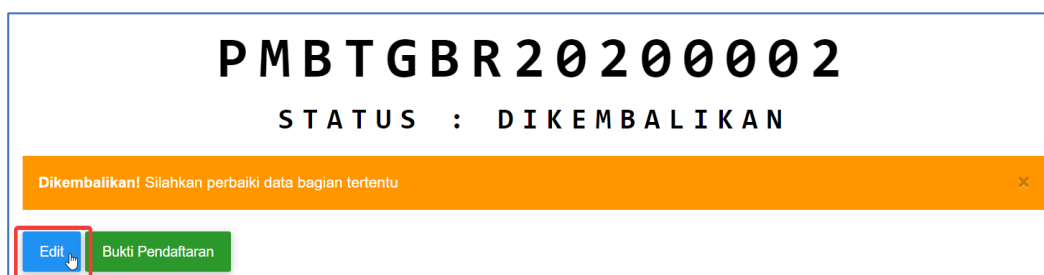 PMBTGBR20200002
STATUS : DIKEMBALIKAN
Dikembalikan! Silahkan perbaiki data bagian tertentu ×
Edit Bukti Pendaftaran